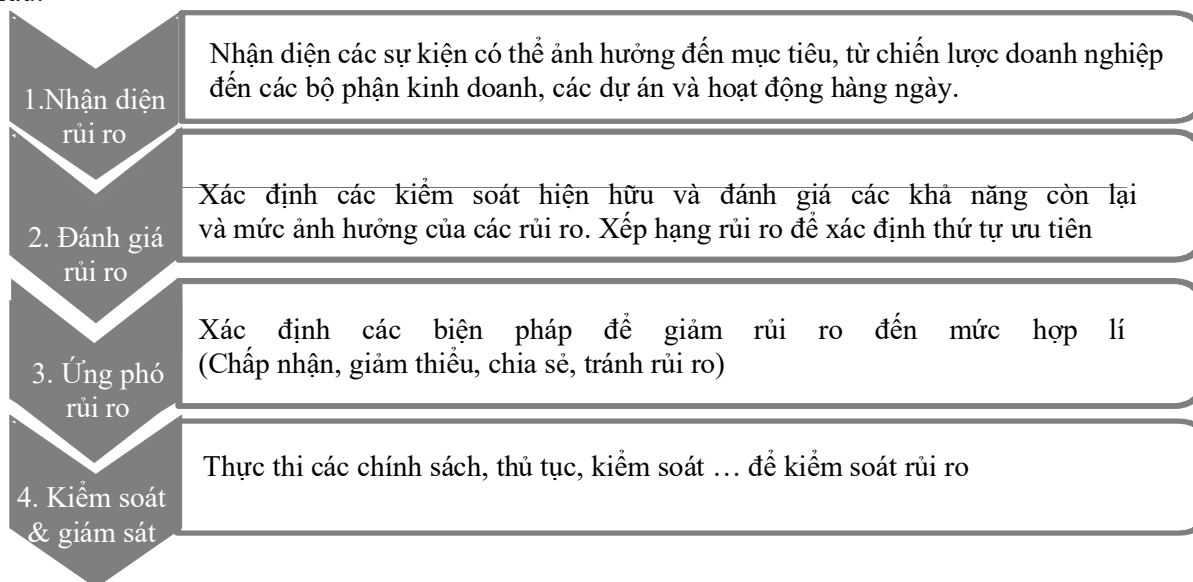 1.Nhận diện
rủi ro
Nhận diện các sự kiện có thể ảnh hưởng đến mục tiêu, từ chiến lược doanh nghiệp
đến các bộ phận kinh doanh, các dự án và hoạt động hàng ngày.
2. Đánh giá
rủi ro
Xác định các kiểm soát hiện hữu và đánh giá các khả năng còn lại
và mức ảnh hưởng của các rủi ro. Xếp hạng rủi ro để xác định thứ tự ưu tiên
3. Ứng phó
rủi ro
Xác định các biện pháp để giảm rủi ro đến mức hợp lí
(Chấp nhận, giảm thiểu, chia sẻ, tránh rủi ro)
4. Kiểm soát
& giám sát
Thực thi các chính sách, thủ tục, kiểm soát … để kiểm soát rủi ro